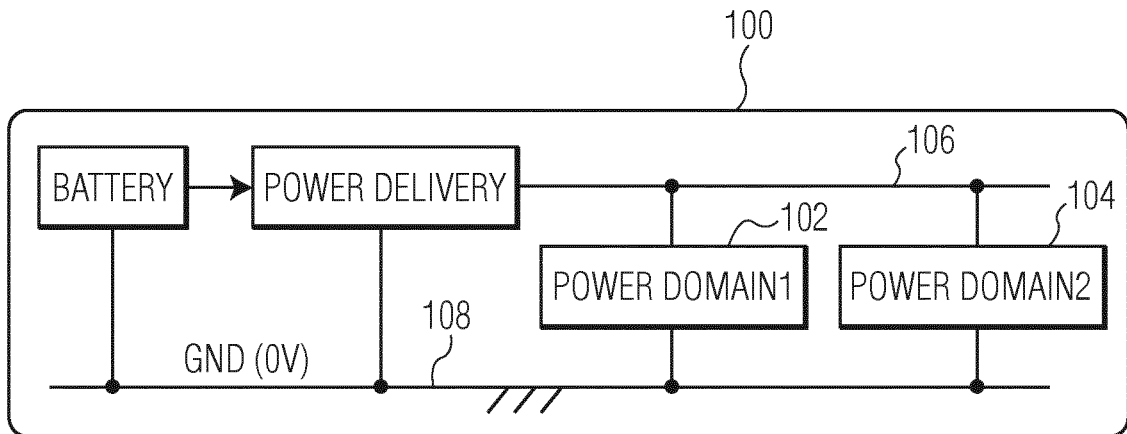 100
106
BATTERY
POWER DELIVERY
104
102
POWER DOMAIN1
POWER DOMAIN2
108
GND (0V)